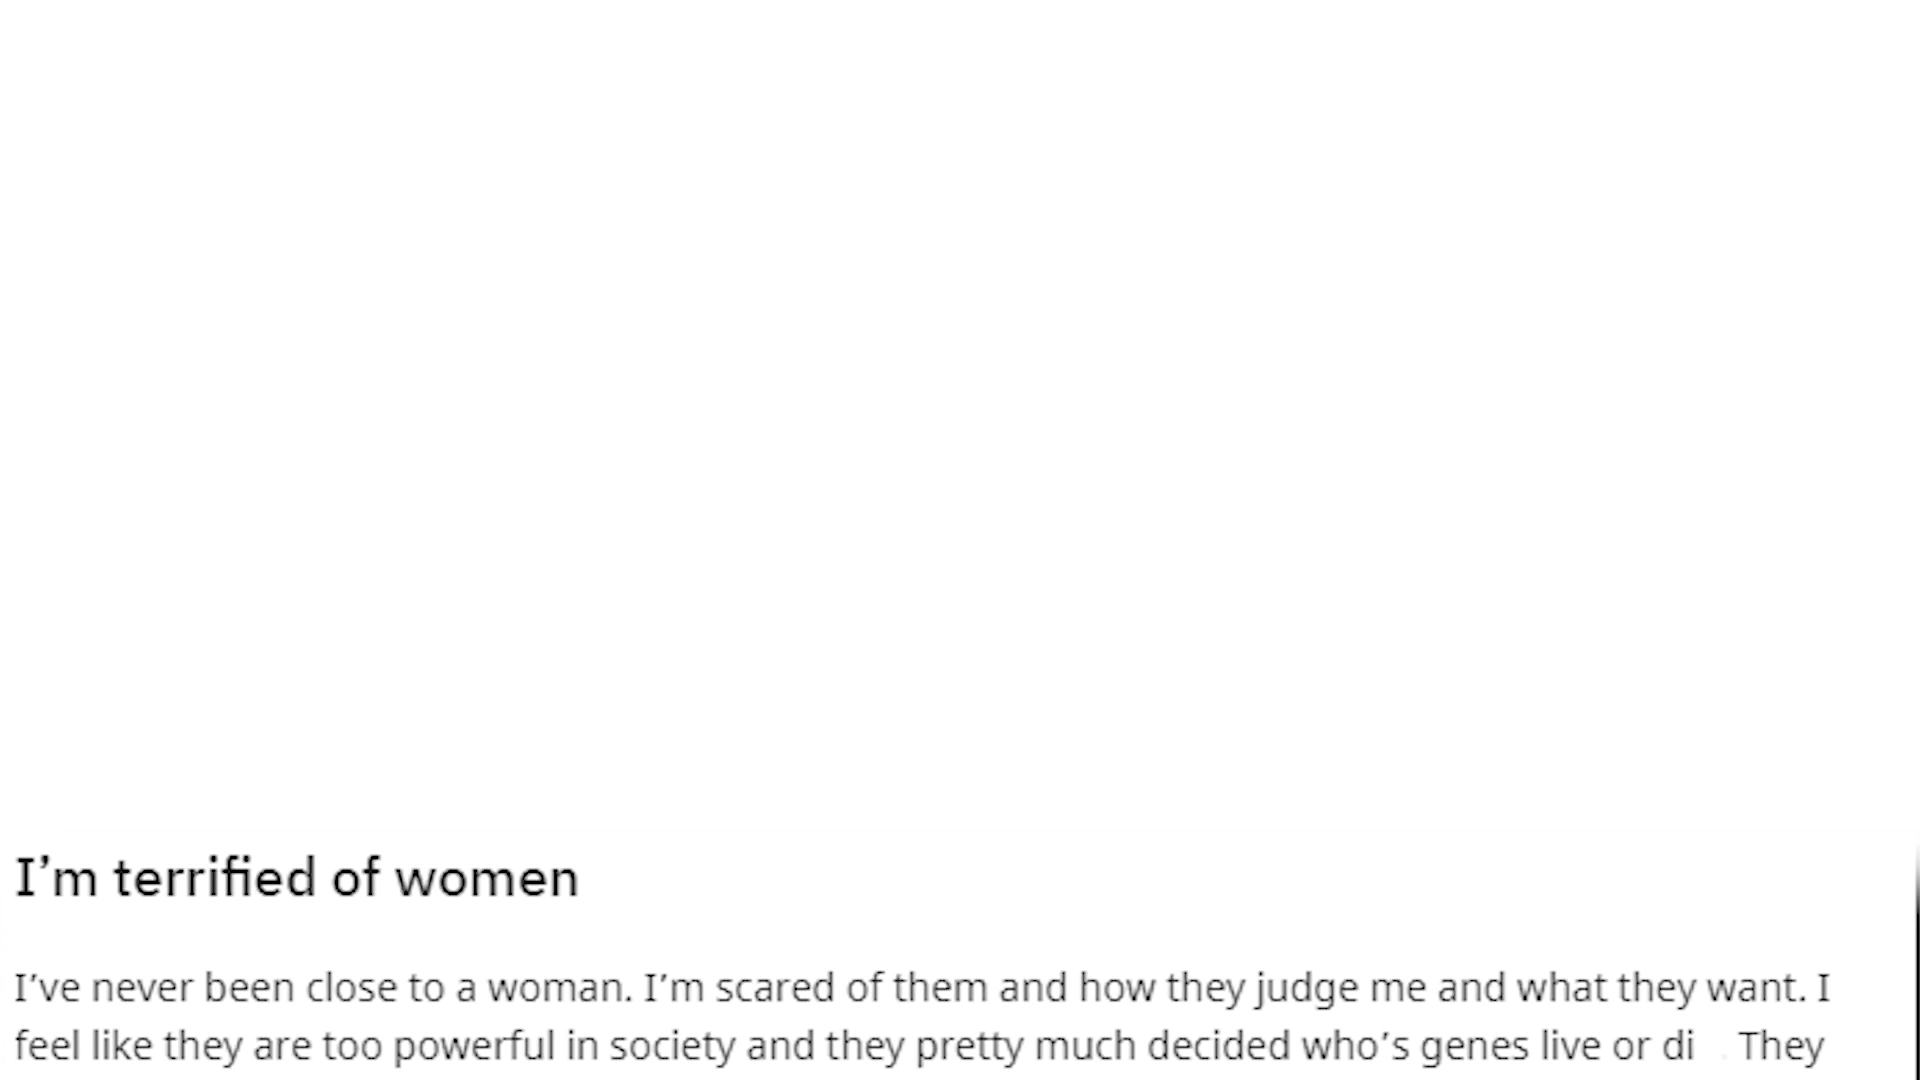 I’m terrified of women
I’ve never been close to a woman. I’m scared of them and how they judge me and what they want. I
feel like they are too powerful in society and they pretty much decided who’s genes live or di . They